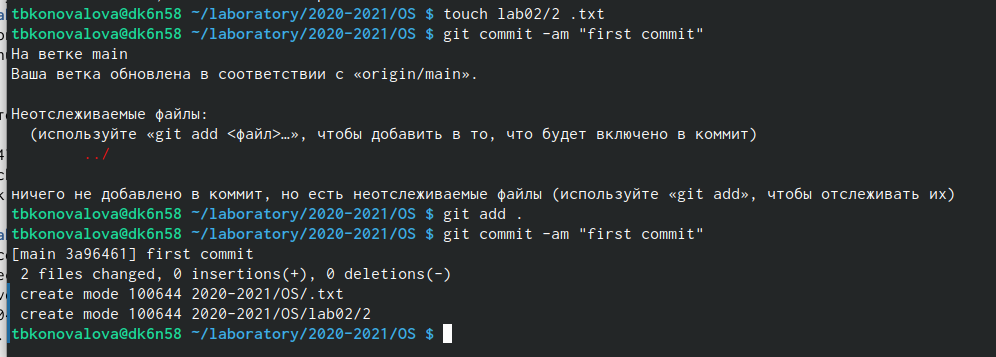 tbkonovalova@dk6n58 ~/laboratory/2020-2021/OS $ touch lab02/2 .txt
tbkonovalova@dk6n58 ~/laboratory/2020-2021/OS $ git commit -am "first commit"
На ветке main
Ваша ветка обновлена в соответствии с «origin/main».
Неотслеживаемые файлы:
(используйте «git add <файл>…», чтобы добавить в то, что будет включено в коммит)
../
ничего не добавлено в коммит, но есть неотслеживаемые файлы (используйте «git add», чтобы отслеживать их)
tbkonovalova@dk6n58 ~/laboratory/2020-2021/OS $ git add .
tbkonovalova@dk6n58 ~/laboratory/2020-2021/OS $ git commit -am "first commit"
[main 3a96461] first commit
2 files changed, 0 insertions(+), 0 deletions(-)
create mode 100644 2020-2021/OS/.txt
create mode 100644 2020-2021/OS/lab02/2
tbkonovalova@dk6n58 ~/laboratory/2020-2021/OS $